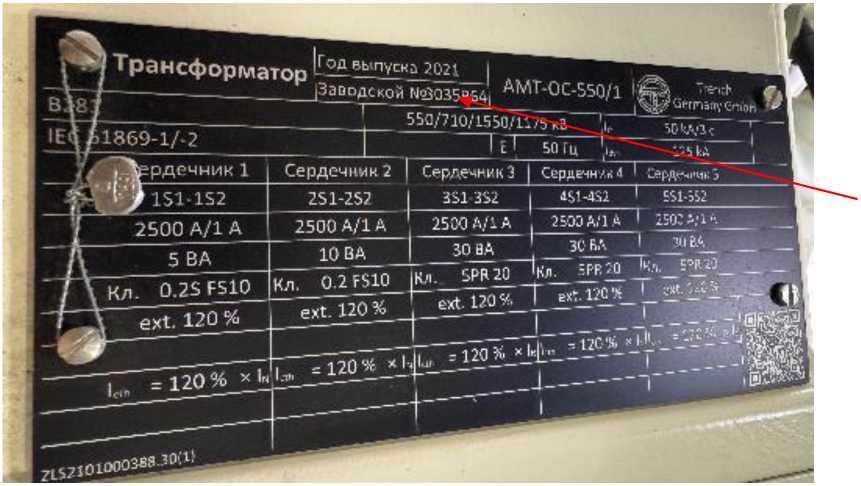 Трансформатор
Год выпуска 2021
Заводской №
АМТ-ОС-550/1
Trench
Germany GmbH
550/710/1550/1175 кВ
50 kA/3 c
IEC 61869-1/-2
E 50 Гц
125 kA
Сердечник 1 Сердечник 2 Сердечник 3 Сердечник 4 Сердечник 5
1S1-1S2 2S1-2S2 3S1-3S2 4S1-4S2 5S1-5S2
2500 А/1 А 2500 А/1 А 2500 А/1 А 2500 А/1 А 2500 А/1 А
5 ВА 10 ВА 30 ВА 30 ВА 30 ВА
Кл. 0.2S FS10 Кл. 0.2 FS10 Кл. 5PR 20 Кл. 5PR 20 Кл. 5PR 20
ext. 120 % ext. 120 % ext. 120 % ext. 120 % ext. 120 %
= 120 % × = 120 % × = 120 % × = 120 % × = 120 % ×
ZLS2101000388.30(1)